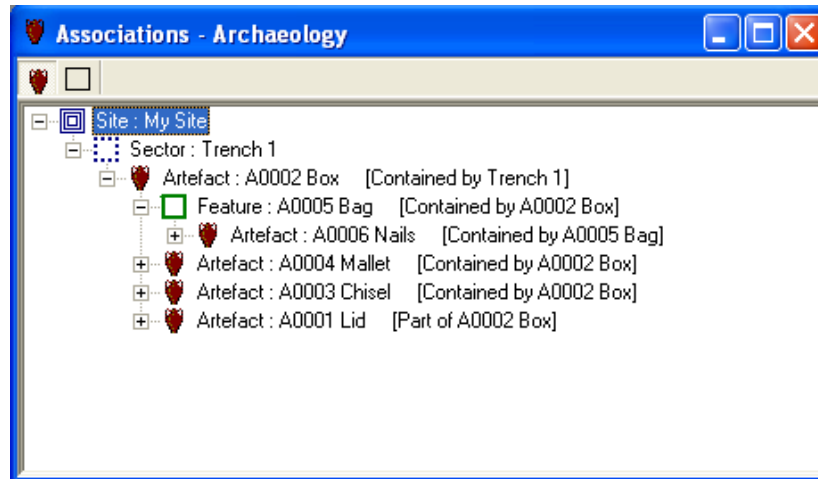 Associations - Archaeology
Site : My Site
Sector : Trench 1
Artefact : A0002 Box [Contained by Trench 1]
Feature : A0005 Bag [Contained by A0002 Box]
Artefact : A0006 Nails [Contained by A0005 Bag]
Artefact : A0004 Mallet [Contained by A0002 Box]
Artefact : A0003 Chisel [Contained by A0002 Box]
Artefact : A0001 Lid [Part of A0002 Box]